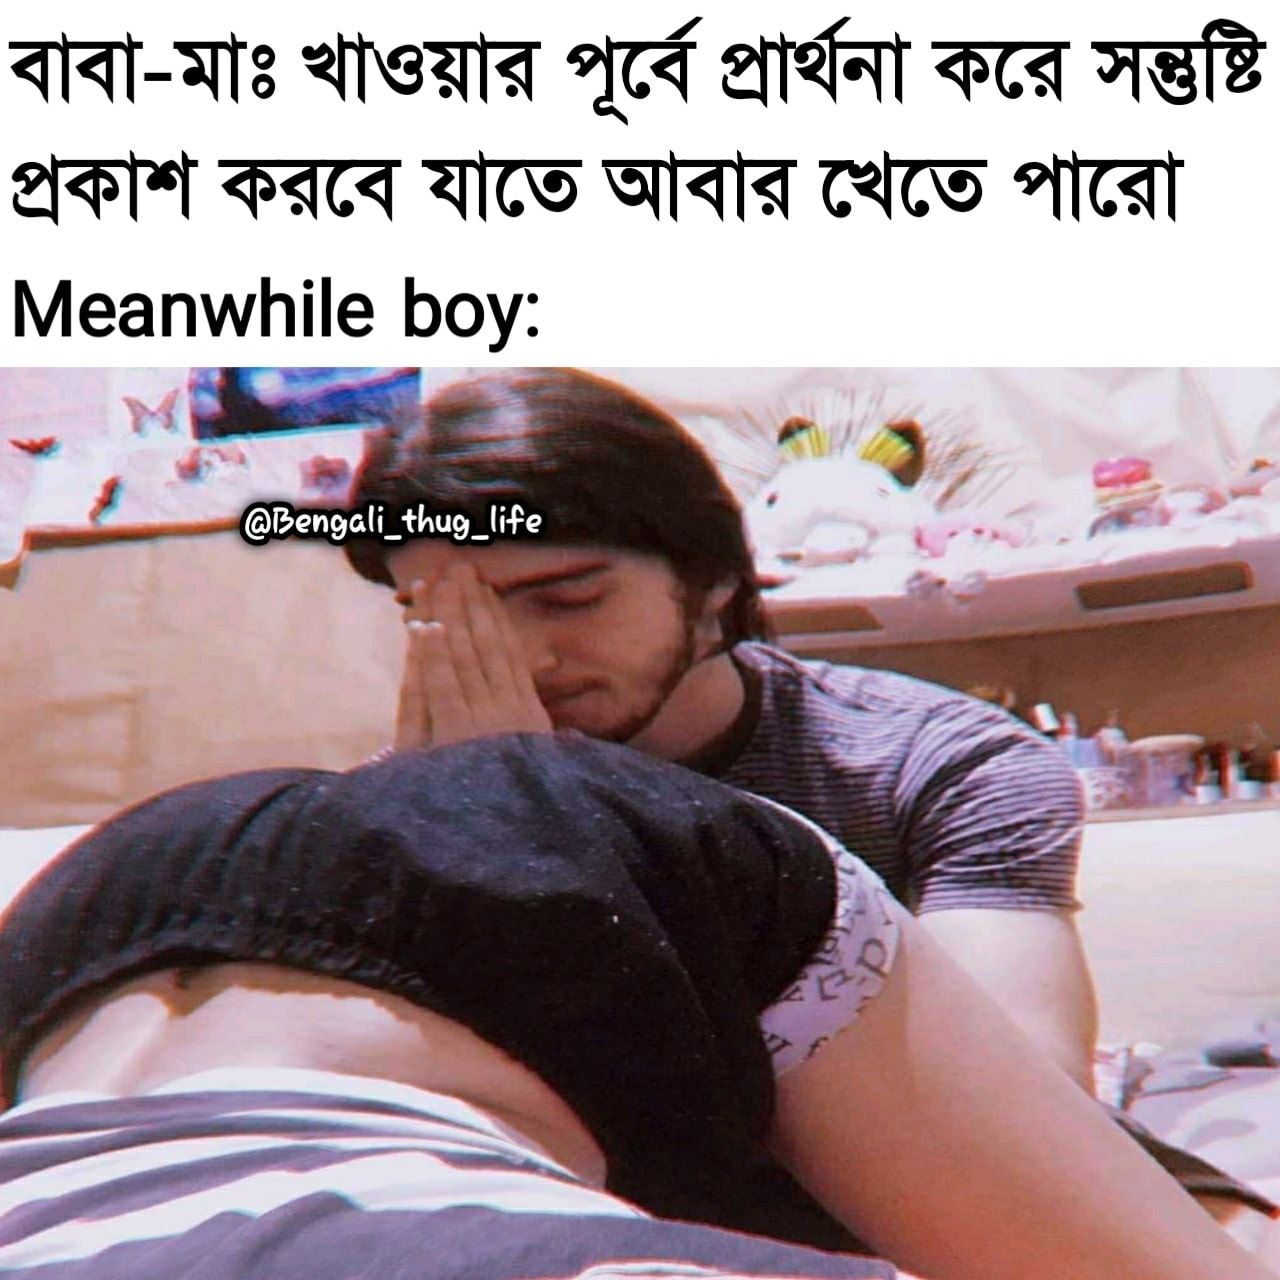 বাবা-মাঃ খাওয়ার পূর্বে প্রার্থনা করে সন্তুষ্টি
প্রকাশ করবে যাতে আবার খেতে পারো
Meanwhile boy:
@Bengali_thug_life